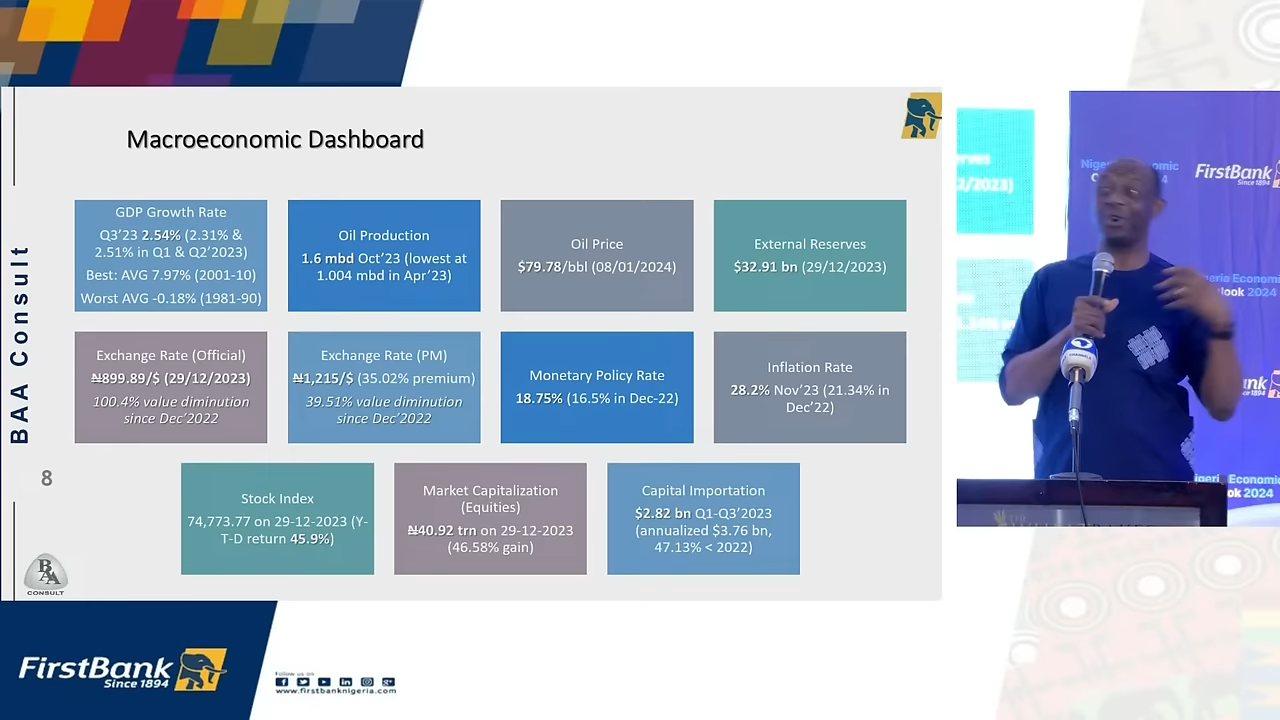 Macroeconomic Dashboard
BAA Consult
GDP Growth Rate
Q3'23 2.54% (2.31% &
2.51% in Q1 & Q2'2023)
Best: AVG 7.97% (2001-10)
Worst AVG -0.18% (1981-90)
Oil Production
1.6 mbd Oct'23 (lowest at
1.004 mbd in Apr'23)
Oil Price
$79.78/bbl (08/01/2024)
External Reserves
$32.91 bn (29/12/2023)
Exchange Rate (Official)
₦899.89/$ (29/12/2023)
100.4% value diminution
since Dec'2022
Exchange Rate (PM)
₦1,215/$ (35.02% premium)
39.51% value diminution
since Dec'2022
Monetary Policy Rate
18.75% (16.5% in Dec-22)
Inflation Rate
28.2% Nov'23 (21.34% in
Dec'22)
8
Stock Index
74,773.77 on 29-12-2023 (Y-
T-D return 45.9%)
Market Capitalization
(Equities)
₦40.92 trn on 29-12-2023
(46.58% gain)
Capital Importation
$2.82 bn Q1-Q3'2023
(annualized $3.76 bn,
47.13% < 2022)
BAA
CONSULT
FirstBank
Since 1894
FirstBank
Since 1894
Follow us on
www.firstbanknigeria.com